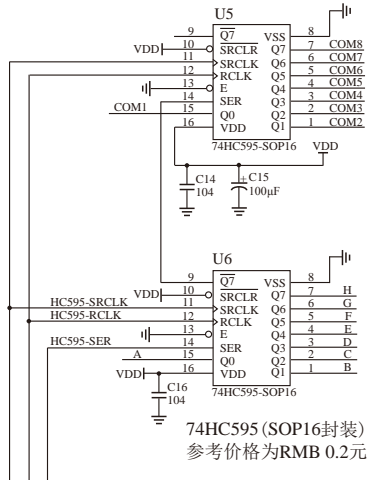 U5
9 Q7 VSS 8
VDD 10 SRCLR Q7 7 COM8
11 SRCLK Q6 6 COM7
12 RCLK Q5 5 COM6
13 E Q4 4 COM5
14 SER Q3 3 COM4
COM1 15 Q0 Q2 2 COM3
16 VDD Q1 1 COM2
74HC595-SOP16
VDD
C14
104
+ C15
100μF
U6
9 Q7 VSS 8
VDD 10 SRCLR Q7 7 H
HC595-SRCLK 11 SRCLK Q6 6 G
HC595-RCLK 12 RCLK Q5 5 F
13 E Q4 4 E
HC595-SER 14 SER Q3 3 D
A 15 Q0 Q2 2 C
VDD 16 VDD Q1 1 B
74HC595-SOP16
C16
104
74HC595(SOP16封装)
参考价格为RMB 0.2元